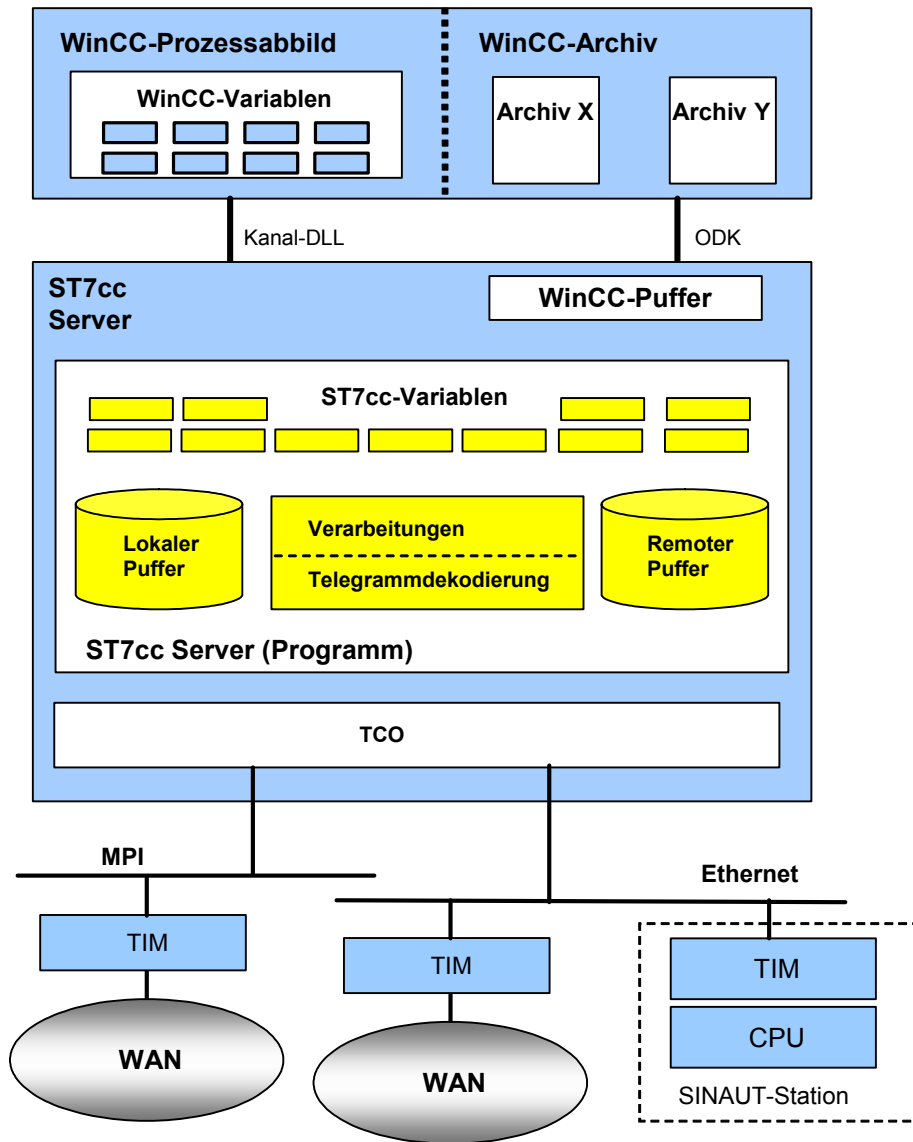 WinCC-Prozessabbild
WinCC-Archiv
WinCC-Variablen
Archiv X
Archiv Y
Kanal-DLL
ODK
ST7cc
Server
WinCC-Puffer
ST7cc-Variablen
Lokaler
Puffer
Verarbeitungen
Telegrammdekodierung
Remoter
Puffer
ST7cc Server (Programm)
TCO
MPI
Ethernet
TIM
TIM
TIM
CPU
WAN
WAN
SINAUT-Station